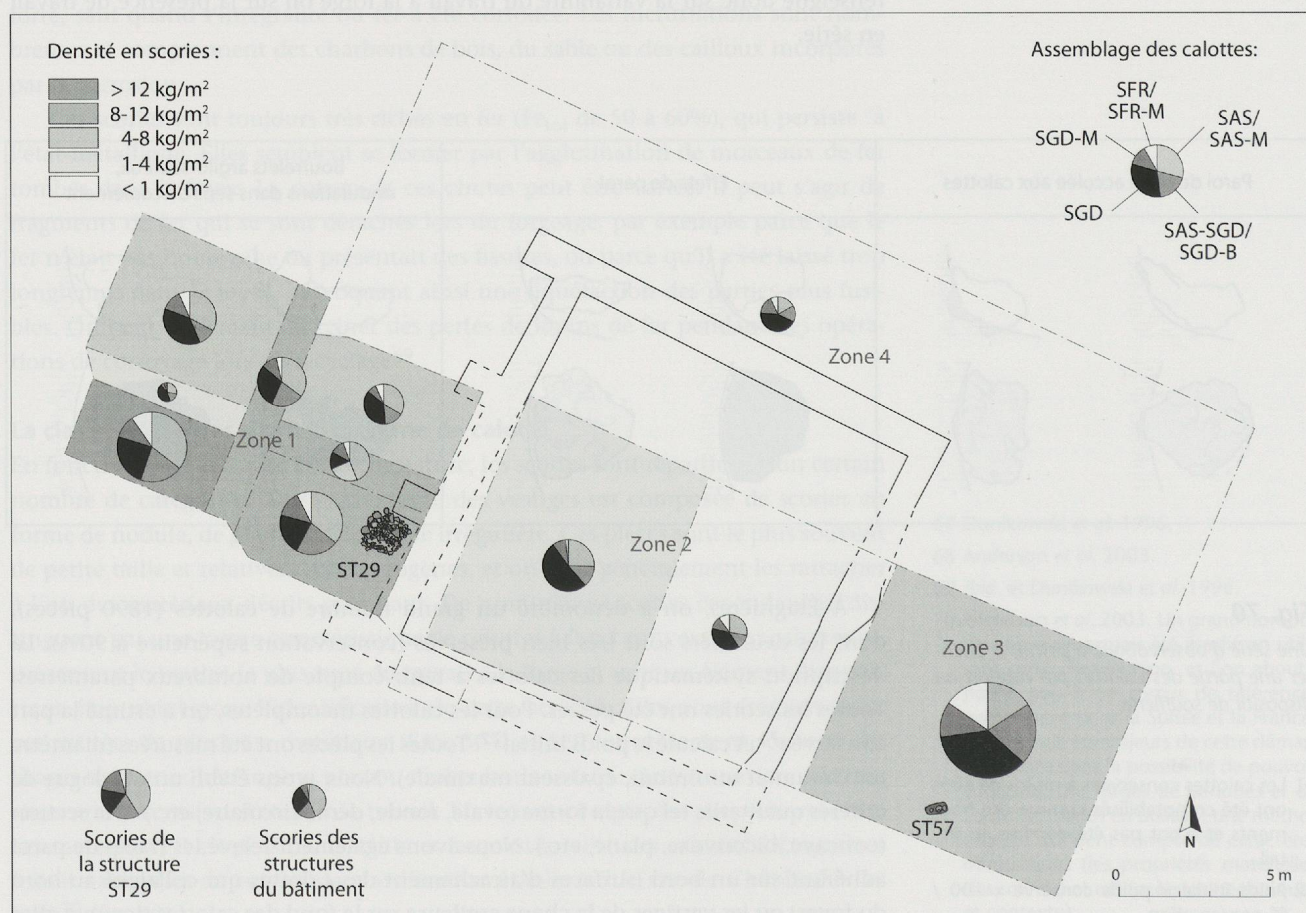 Densité en scories :
> 12 kg/m²
8-12 kg/m²
4-8 kg/m²
1-4 kg/m²
< 1 kg/m²
Assemblage des calottes:
SFR/
SFR-M
SAS/
SAS-M
SGD-M
SGD
SAS-SGD/
SGD-B
Zone 4
Zone 1
Zone 2
ST29
Zone 3
ST57
Scories de
la structure
ST29
Scories des
structures
du bâtiment
N
0
5 m